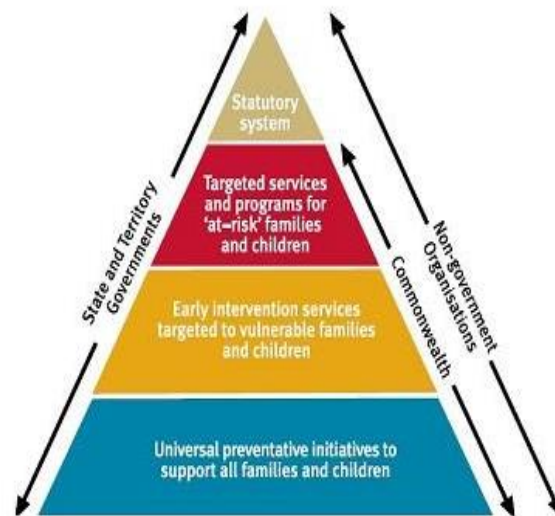 Statutory
system
Targeted services
and programs for
'at–risk' families
and children
Early intervention services
targeted to vulnerable families
and children
Universal preventative initiatives to
support all families and children
State and Territory
Governments
Commonwealth
Non-government
Organisations